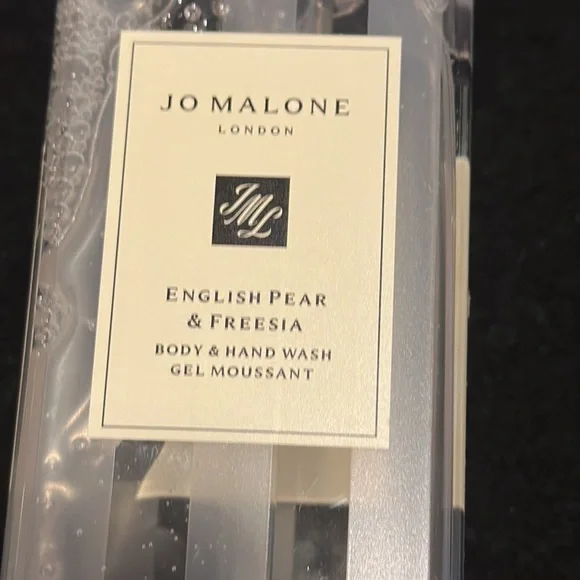 JO MALONE
LONDON
JML
ENGLISH PEAR
& FREESIA
BODY & HAND WASH
GEL MOUSSANT